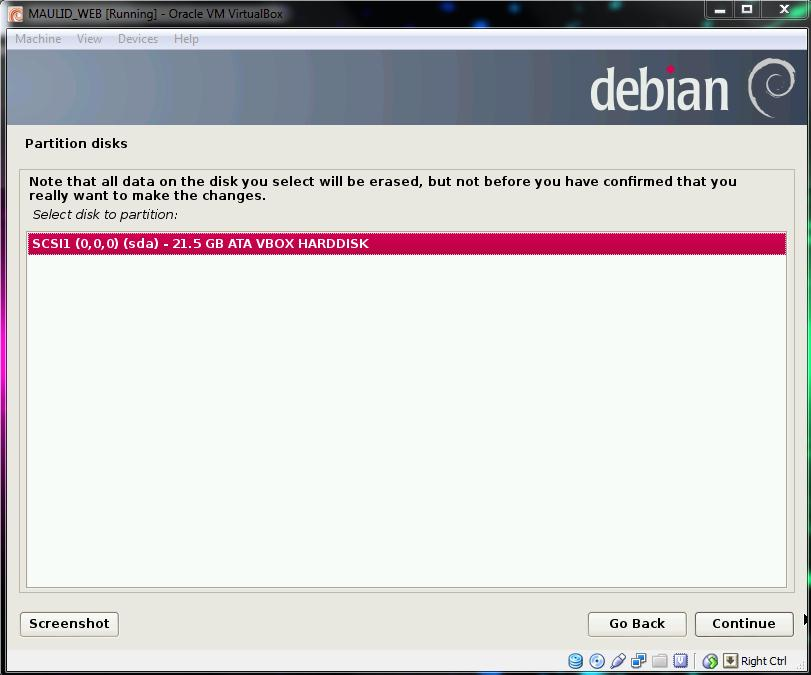 MAULID_WEB [Running] - Oracle VM VirtualBox
Machine View Devices Help
debian
Partition disks
Note that all data on the disk you select will be erased, but not before you have confirmed that you
really want to make the changes.
Select disk to partition:
SCSI1 (0,0,0) (sda) - 21.5 GB ATA VBOX HARDDISK
Screenshot Go Back Continue
Right Ctrl